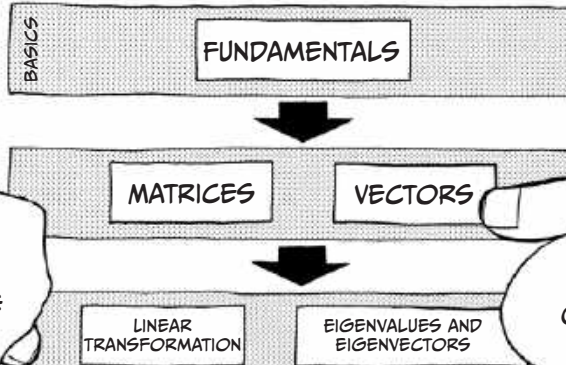 BASICS
FUNDAMENTALS
MATRICES
VECTORS
LINEAR
TRANSFORMATION
EIGENVALUES AND
EIGENVECTORS